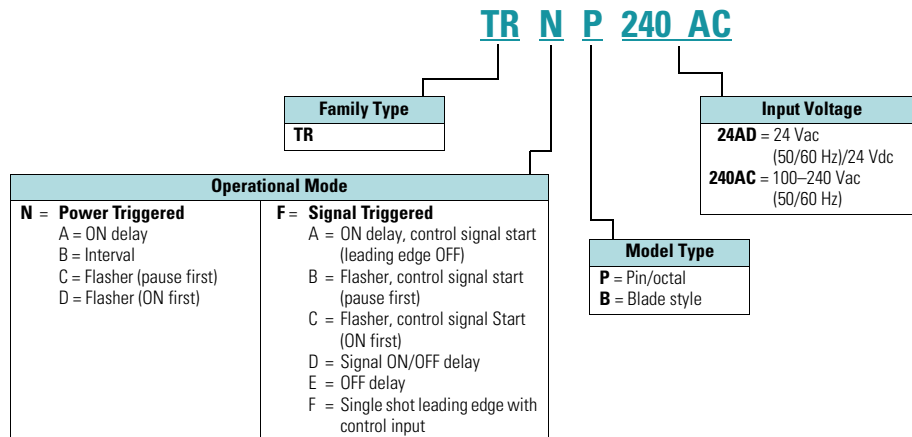 TR N P 240 AC
Family Type
TR
Input Voltage
24AD = 24 Vac
(50/60 Hz)/24 Vdc
240AC = 100–240 Vac
(50/60 Hz)
Operational Mode
N = Power Triggered
A = ON delay
B = Interval
C = Flasher (pause first)
D = Flasher (ON first)
F = Signal Triggered
A = ON delay, control signal start
(leading edge OFF)
B = Flasher, control signal start
(pause first)
C = Flasher, control signal Start
(ON first)
D = Signal ON/OFF delay
E = OFF delay
F = Single shot leading edge with
control input
Model Type
P = Pin/octal
B = Blade style